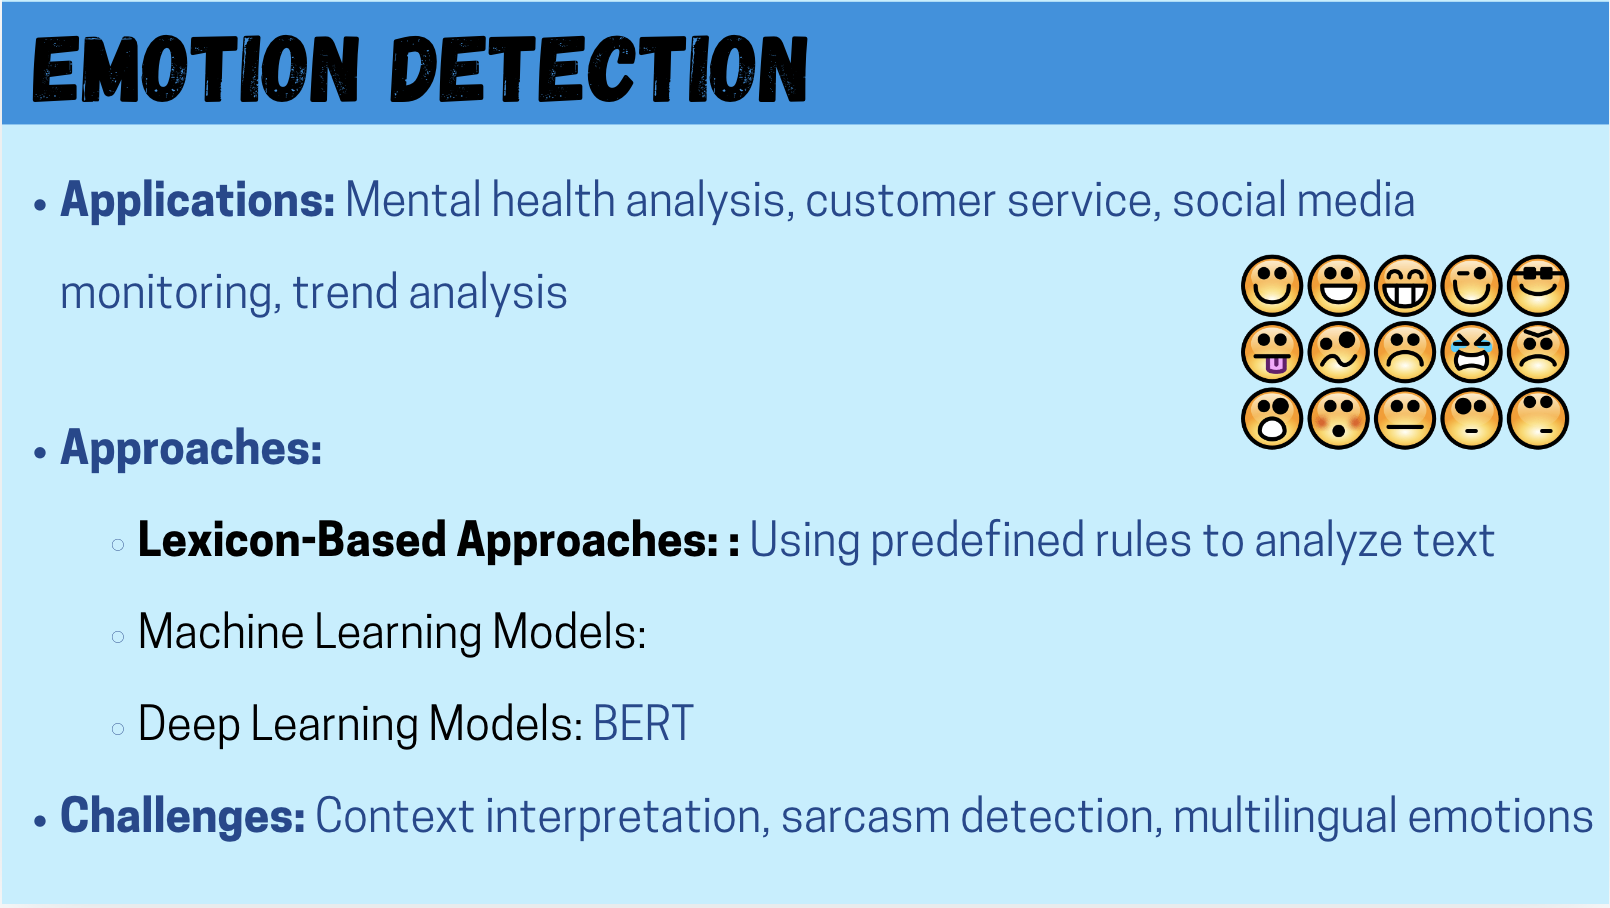 EMOTION DETECTION
• Applications: Mental health analysis, customer service, social media
monitoring, trend analysis
• Approaches:
◦ Lexicon-Based Approaches: : Using predefined rules to analyze text
◦ Machine Learning Models:
◦ Deep Learning Models: BERT
• Challenges: Context interpretation, sarcasm detection, multilingual emotions